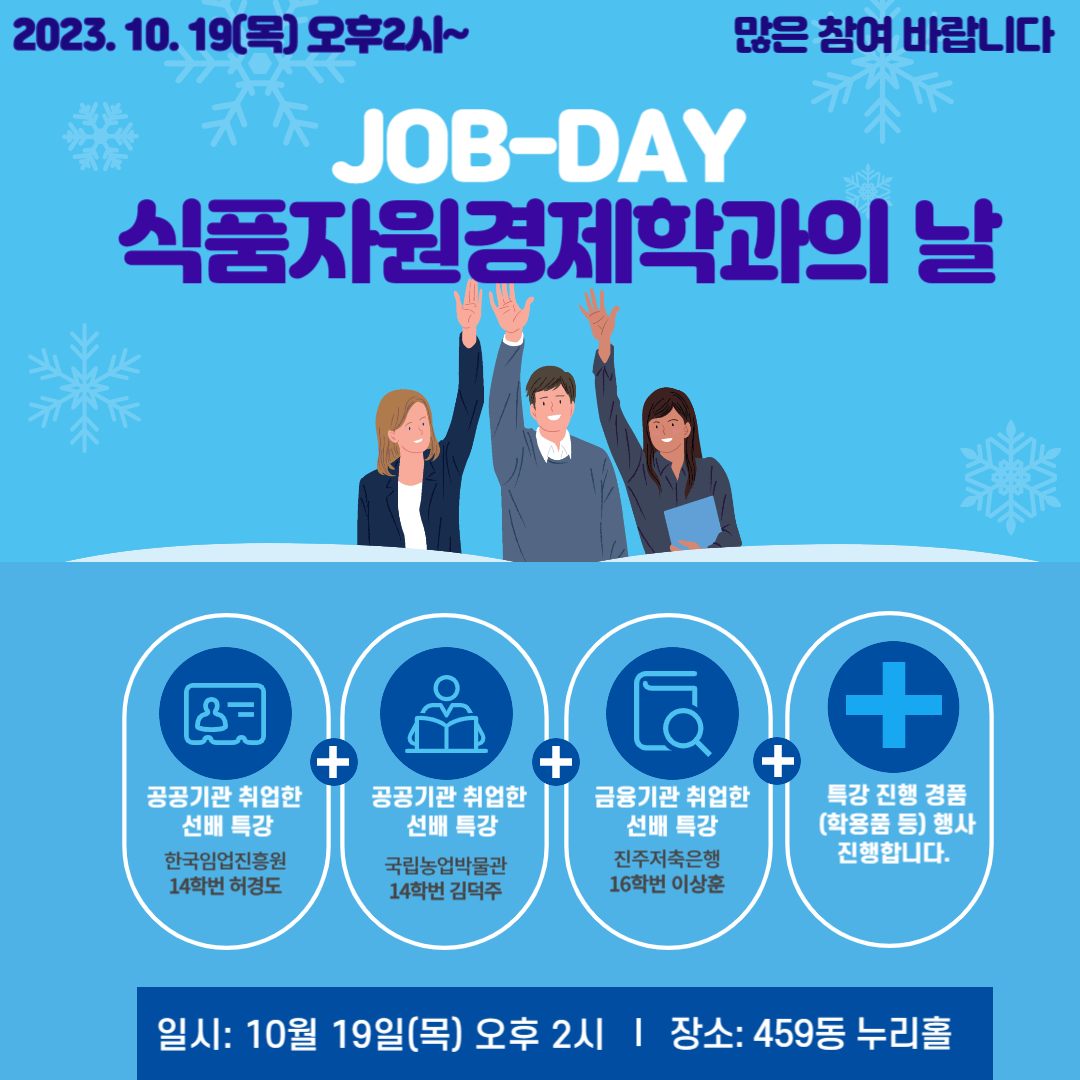 2023. 10. 19(목) 오후2시~
많은 참여 바랍니다
JOB-DAY
식품자원경제학과의 날
공공기관 취업한
선배 특강
한국임업진흥원
14학번 허경도
공공기관 취업한
선배 특강
국립농업박물관
14학번 김덕주
금융기관 취업한
선배 특강
진주저축은행
16학번 이상훈
특강 진행 경품
(학용품 등) 행사
진행합니다.
일시: 10월 19일(목) 오후 2시 ㅣ 장소: 459동 누리홀